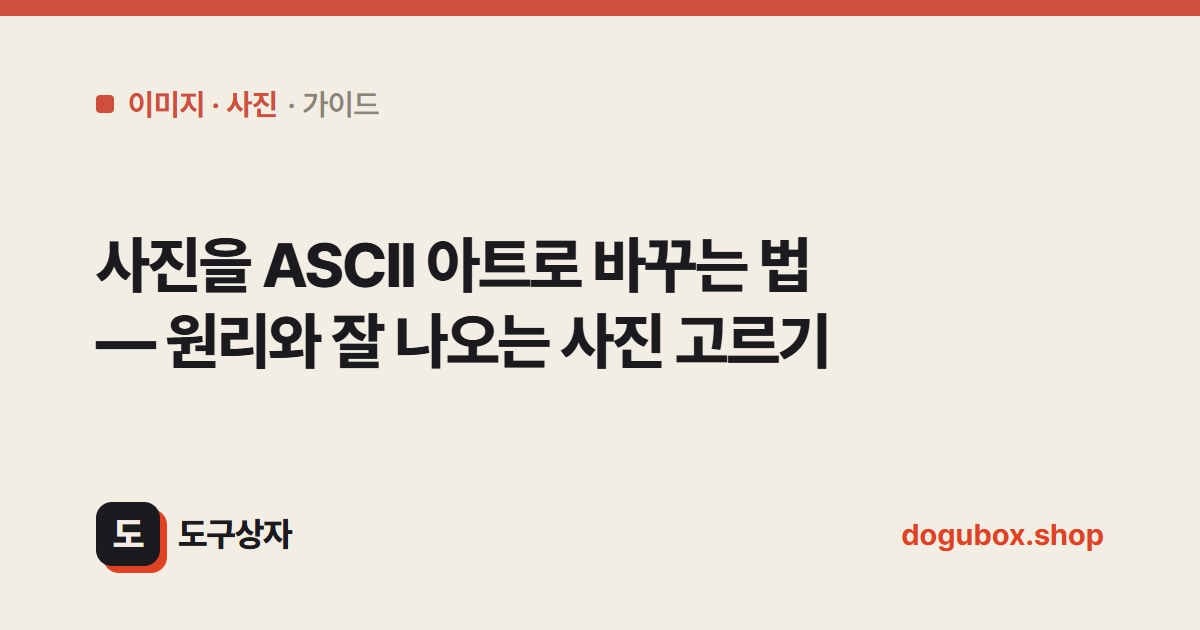 이미지 · 사진 · 가이드
사진을 ASCII 아트로 바꾸는 법
— 원리와 잘 나오는 사진 고르기
도 도구상자
dogubox.shop